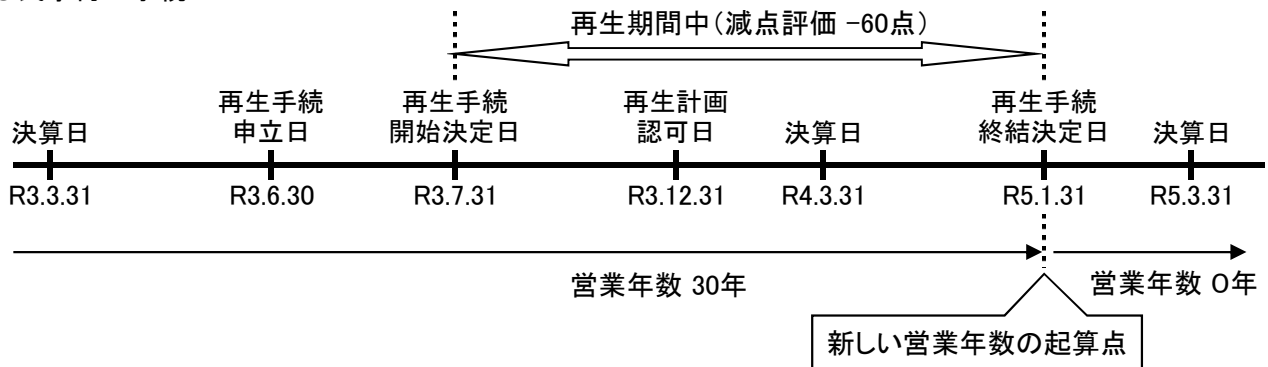 再生期間中（減点評価 −60点）
再生手続
申立日
再生手続
開始決定日
再生計画
認可日
再生手続
終結決定日
決算日
決算日
決算日
R3.3.31
R3.6.30
R3.7.31
R3.12.31
R4.3.31
R5.1.31
R5.3.31
営業年数 30年
営業年数 0年
新しい営業年数の起算点